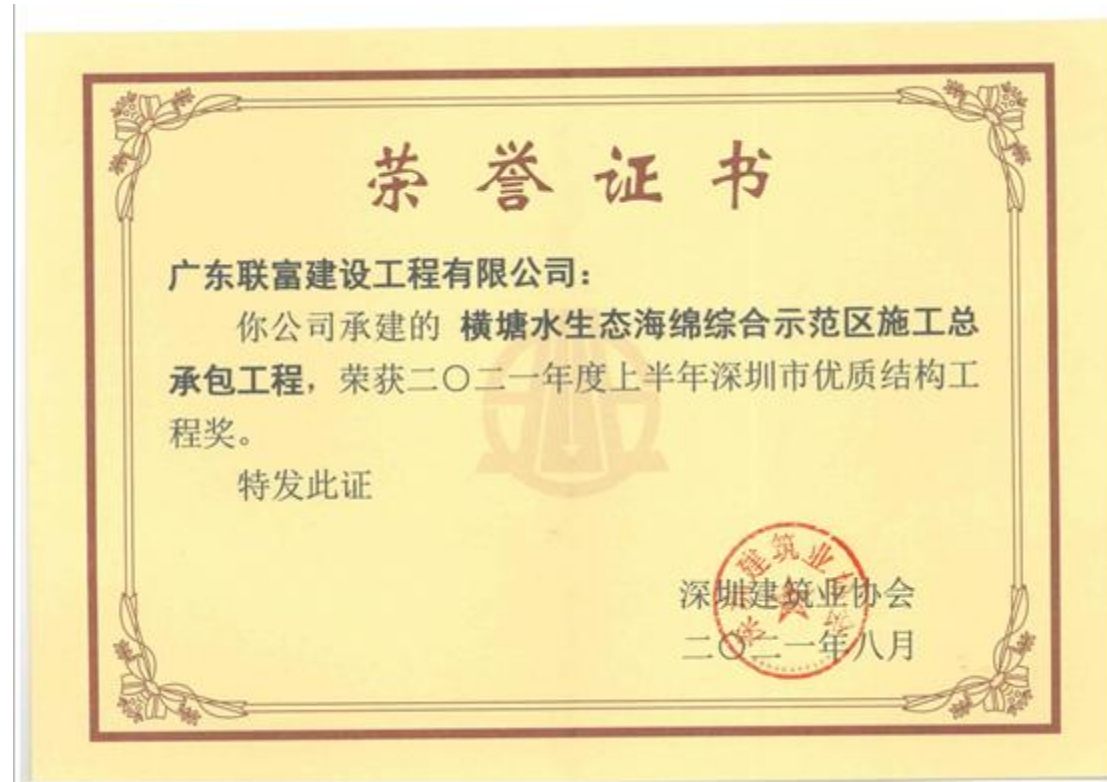 荣誉证书
广东联富建设工程有限公司：
你公司承建的 横塘水生态海绵综合示范区施工总
承包工程，荣获二〇二一年度上半年深圳市优质结构工
程奖。
特发此证
深圳建筑业协会
二〇二一年八月